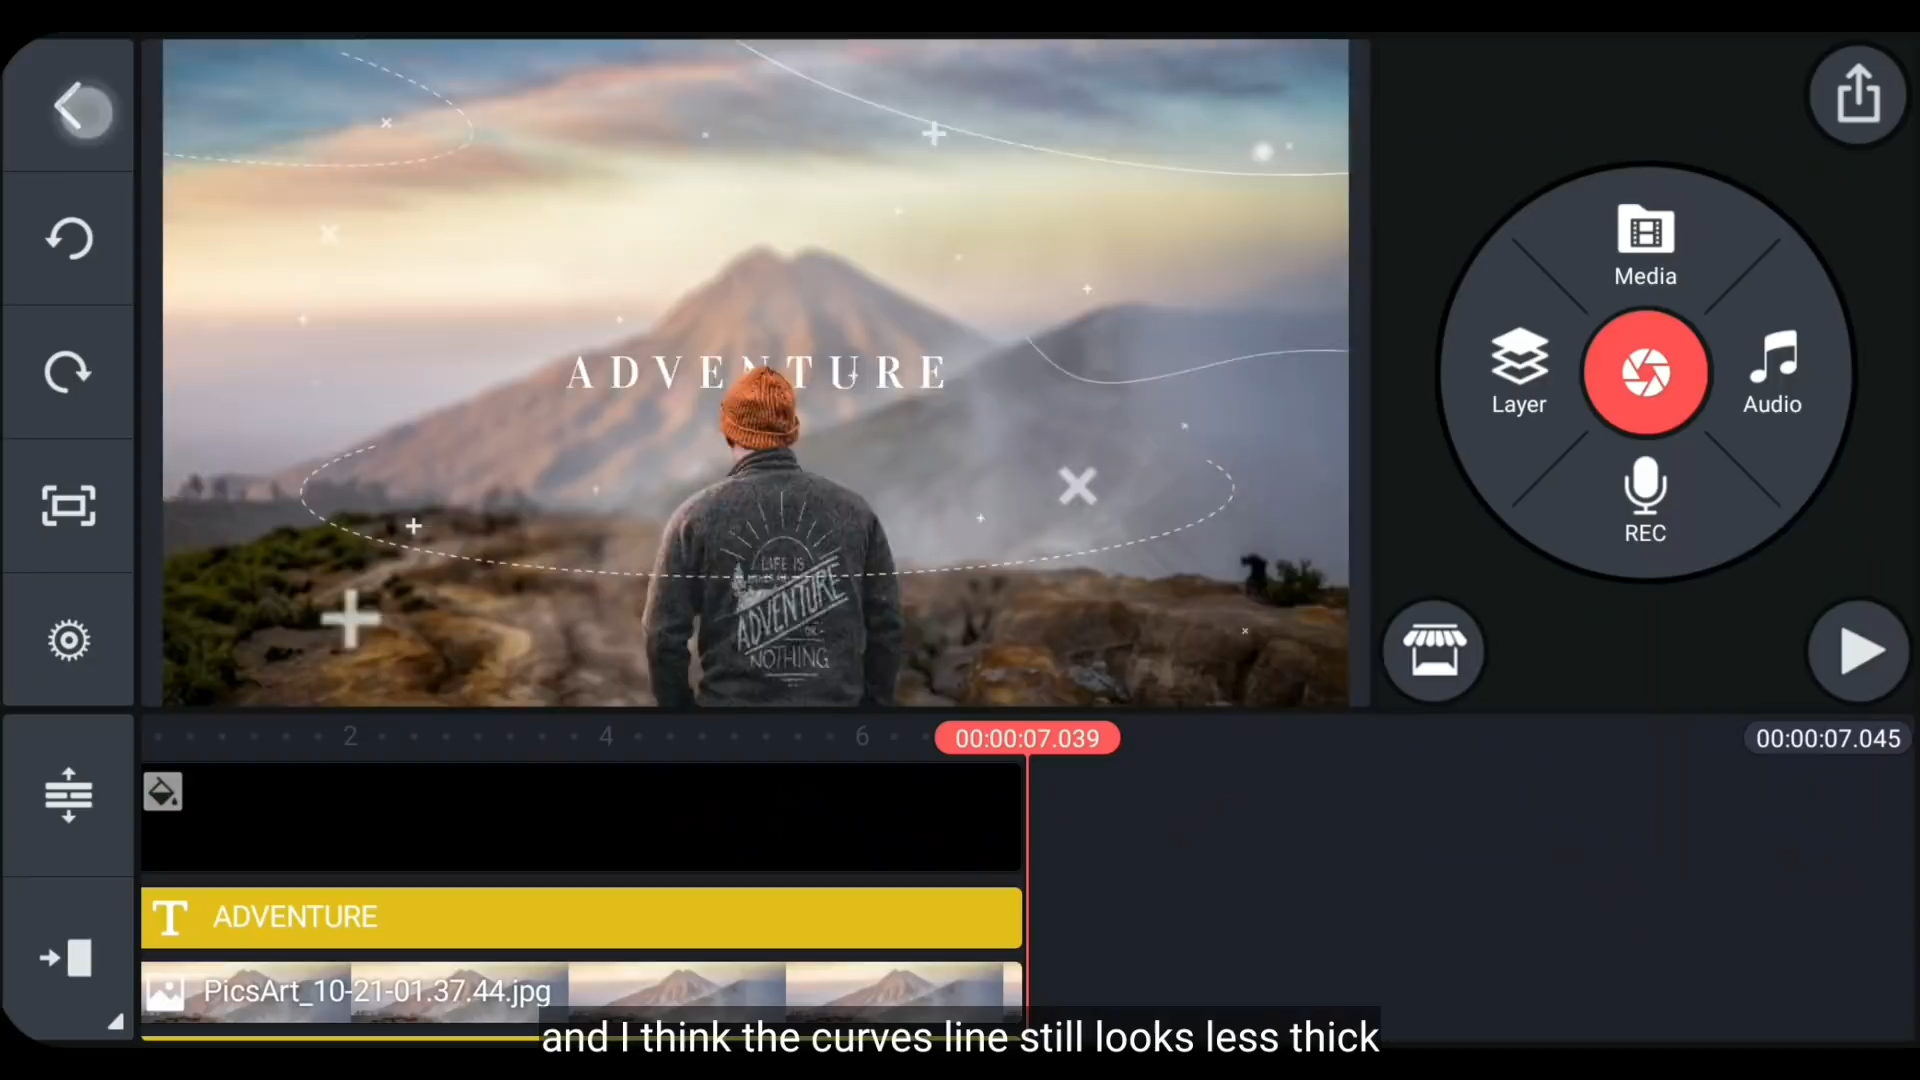 Media
ADVENTURE
Layer
Audio
REC
LIFE IS
ADVENTURE
OR
NOTHING
2
4
6
00:00:07.039
00:00:07.045
T ADVENTURE
PicsArt_10-21-01.37.44.jpg
and I think the curves line still looks less thick